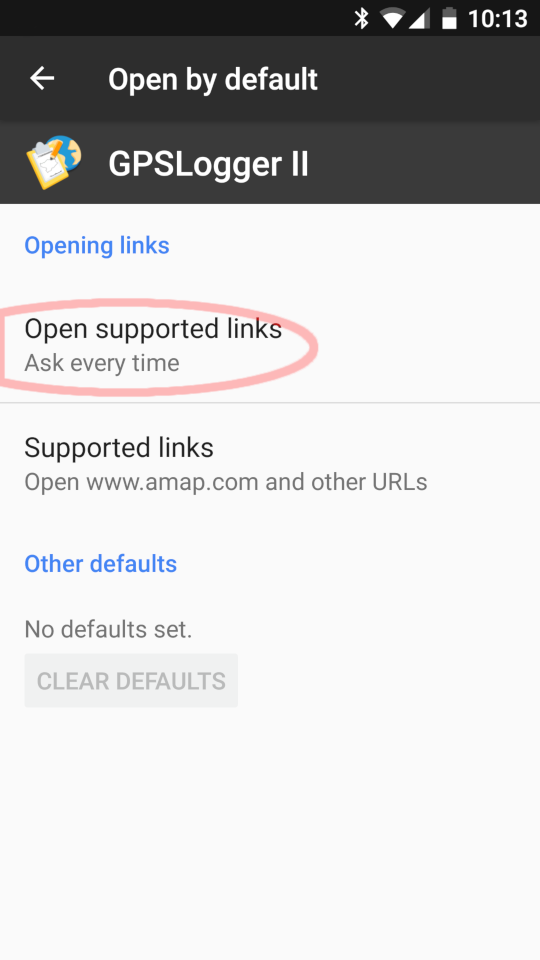 10:13
Open by default
GPSLogger II
Opening links
Open supported links
Ask every time
Supported links
Open www.amap.com and other URLs
Other defaults
No defaults set.
CLEAR DEFAULTS